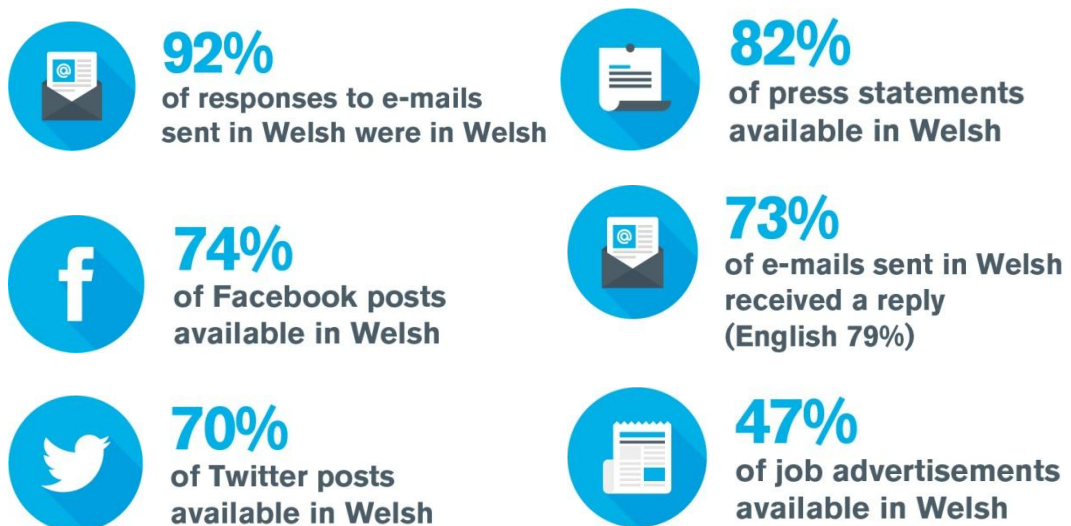 92%
of responses to e-mails
sent in Welsh were in Welsh
82%
of press statements
available in Welsh
74%
of Facebook posts
available in Welsh
73%
of e-mails sent in Welsh
received a reply
(English 79%)
70%
of Twitter posts
available in Welsh
47%
of job advertisements
available in Welsh